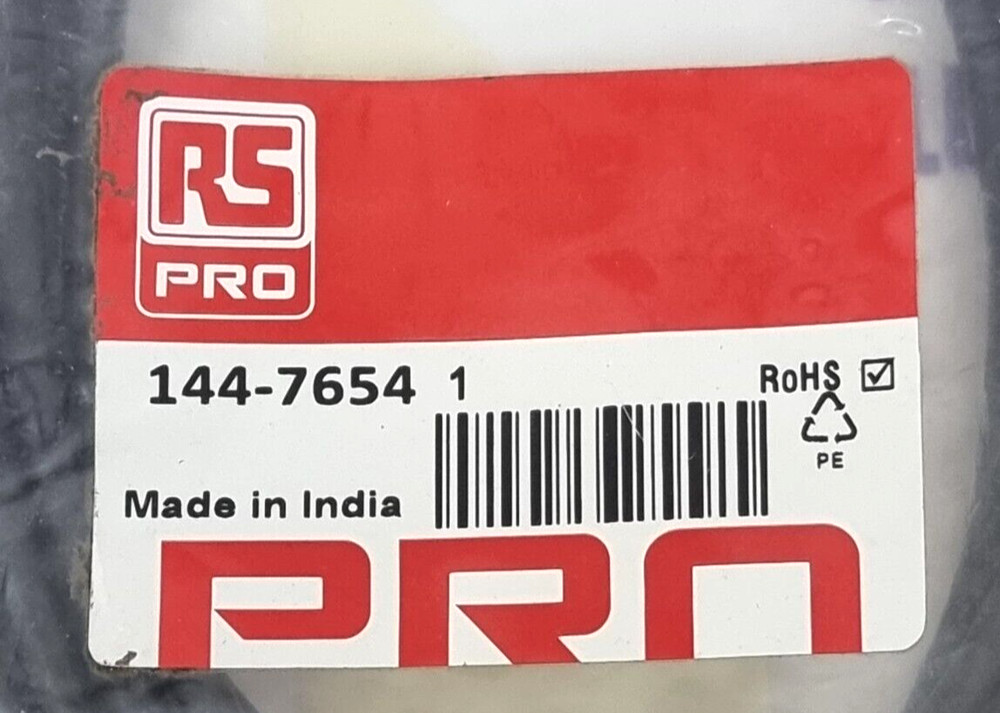 RS
PRO
144-7654 1
RoHS
PE
Made in India
PRO